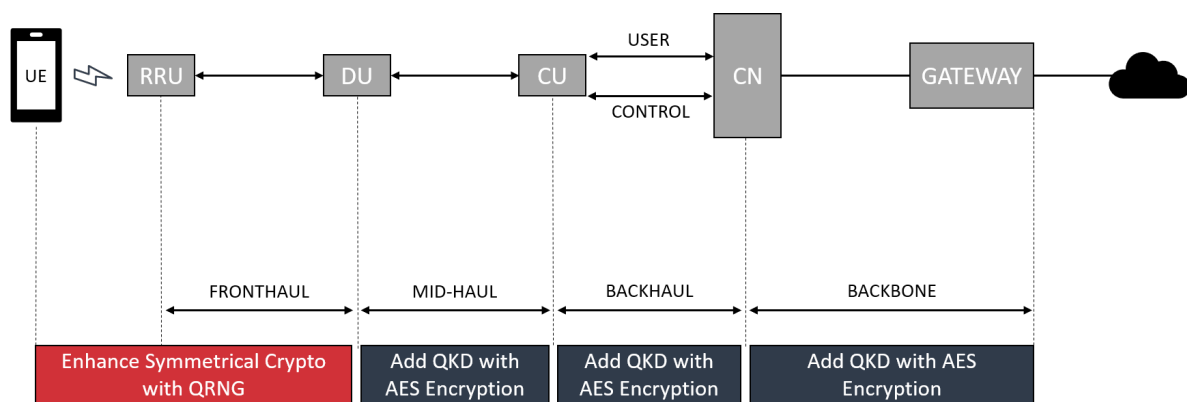 UE
RRU
DU
CU
USER
CONTROL
CN
GATEWAY
FRONTHAUL
MID-HAUL
BACKHAUL
BACKBONE
Enhance Symmetrical Crypto
with QRNG
Add QKD with
AES Encryption
Add QKD with
AES Encryption
Add QKD with AES
Encryption